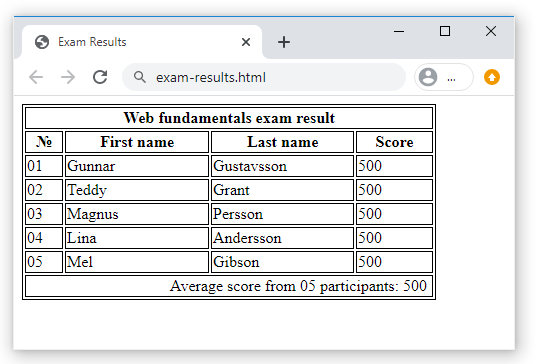 Exam Results
exam-results.html
...
Web fundamentals exam result
№ First name Last name Score
01 Gunnar Gustavsson 500
02 Teddy Grant 500
03 Magnus Persson 500
04 Lina Andersson 500
05 Mel Gibson 500
Average score from 05 participants: 500